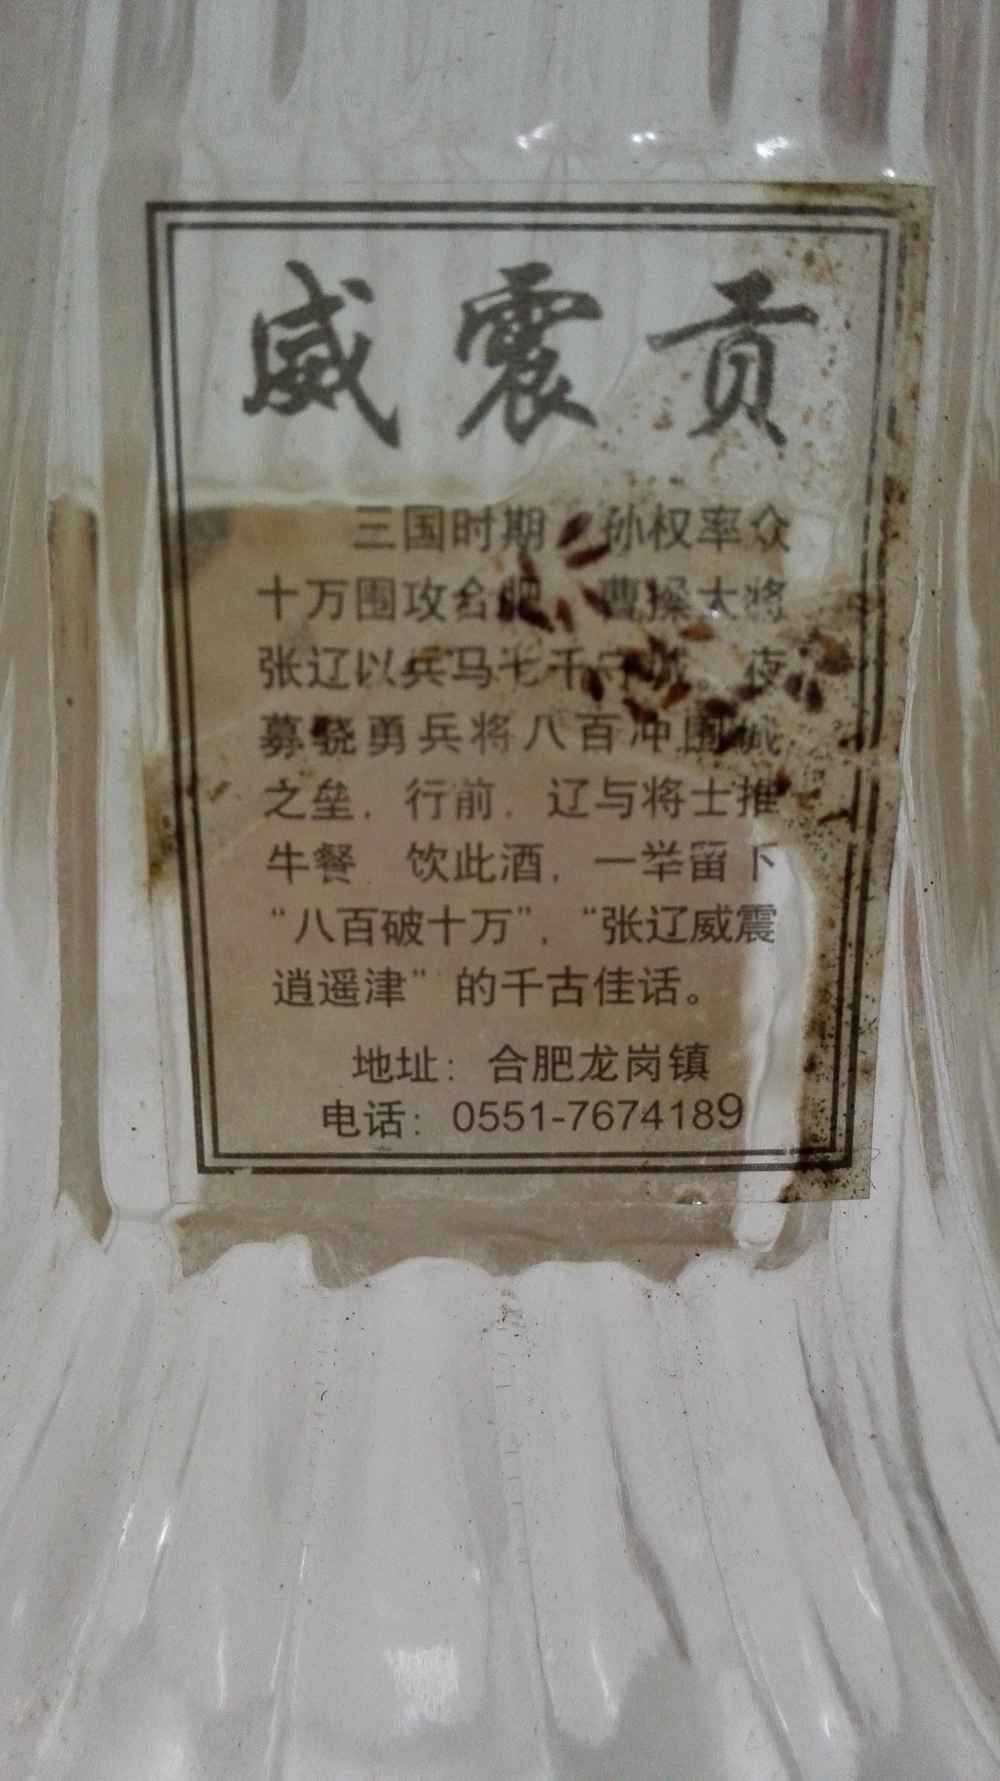 威震贡
三国时期，孙权率众
十万围攻合肥，曹操大将
张辽以兵马七千守城。夜
募骁勇兵将八百冲围城
之垒，行前，辽与将士推
牛餐 饮此酒，一举留下
“八百破十万”，“张辽威震
逍遥津”的千古佳话。
地址：合肥龙岗镇
电话：0551-7674189